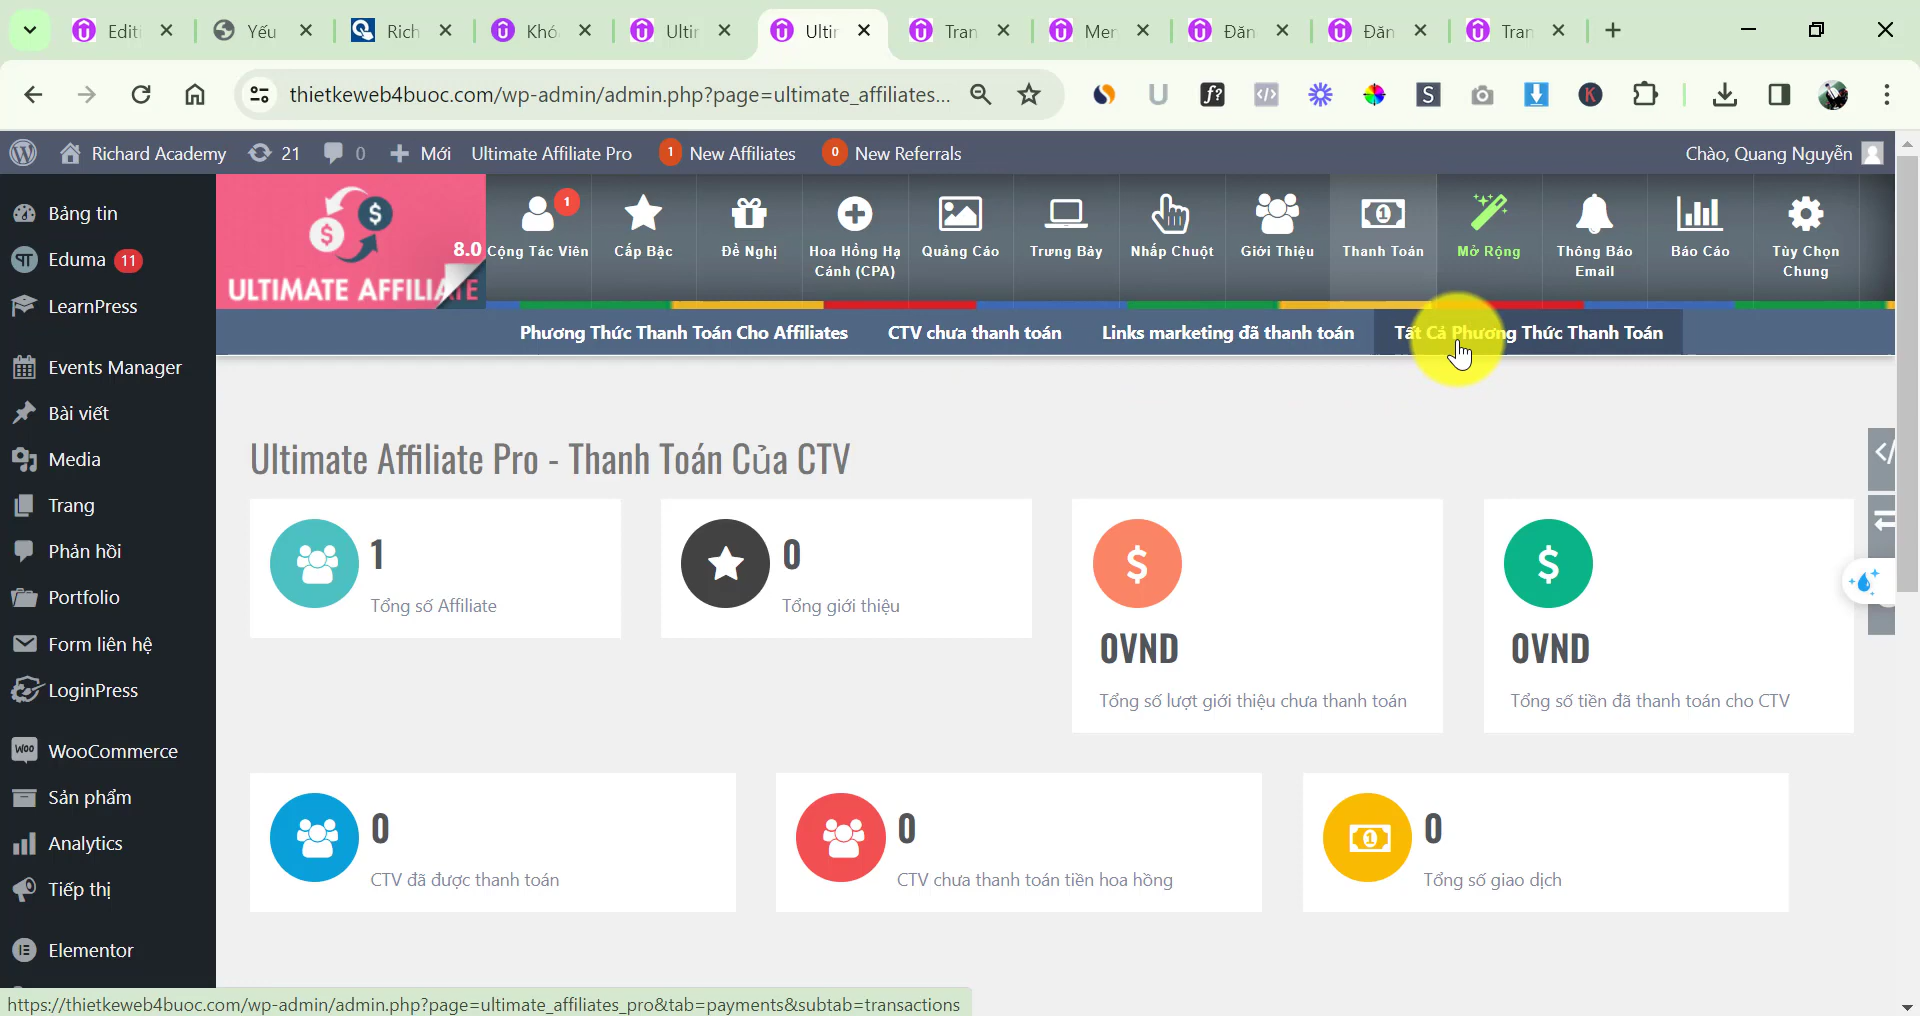 Editi
Yếu
Rich
Khó
Ultir
Ultir
Tran
Mer
Đăn
Đăn
Tran
thietkeweb4buoc.com/wp-admin/admin.php?page=ultimate_affiliates...
Richard Academy
21
0
Mới
Ultimate Affiliate Pro
1 New Affiliates
0 New Referrals
Chào, Quang Nguyễn
Bảng tin
Eduma 11
LearnPress
Events Manager
Bài viết
Media
Trang
Phản hồi
Portfolio
Form liên hệ
LoginPress
WooCommerce
Sản phẩm
Analytics
Tiếp thị
Elementor
8.0
ULTIMATE AFFILIATE
1
Cộng Tác Viên
Cấp Bậc
Đề Nghị
Hoa Hồng Hạ
Cánh (CPA)
Quảng Cáo
Trưng Bày
Nhấp Chuột
Giới Thiệu
Thanh Toán
Mở Rộng
Thông Báo
Email
Báo Cáo
Tùy Chọn
Chung
Phương Thức Thanh Toán Cho Affiliates
CTV chưa thanh toán
Links marketing đã thanh toán
Tất Cả Phương Thức Thanh Toán
Ultimate Affiliate Pro - Thanh Toán Của CTV
1
Tổng số Affiliate
0
Tổng giới thiệu
0VND
Tổng số lượt giới thiệu chưa thanh toán
0VND
Tổng số tiền đã thanh toán cho CTV
0
CTV đã được thanh toán
0
CTV chưa thanh toán tiền hoa hồng
0
Tổng số giao dịch
https://thietkeweb4buoc.com/wp-admin/admin.php?page=ultimate_affiliates_pro&tab=payments&subtab=transactions